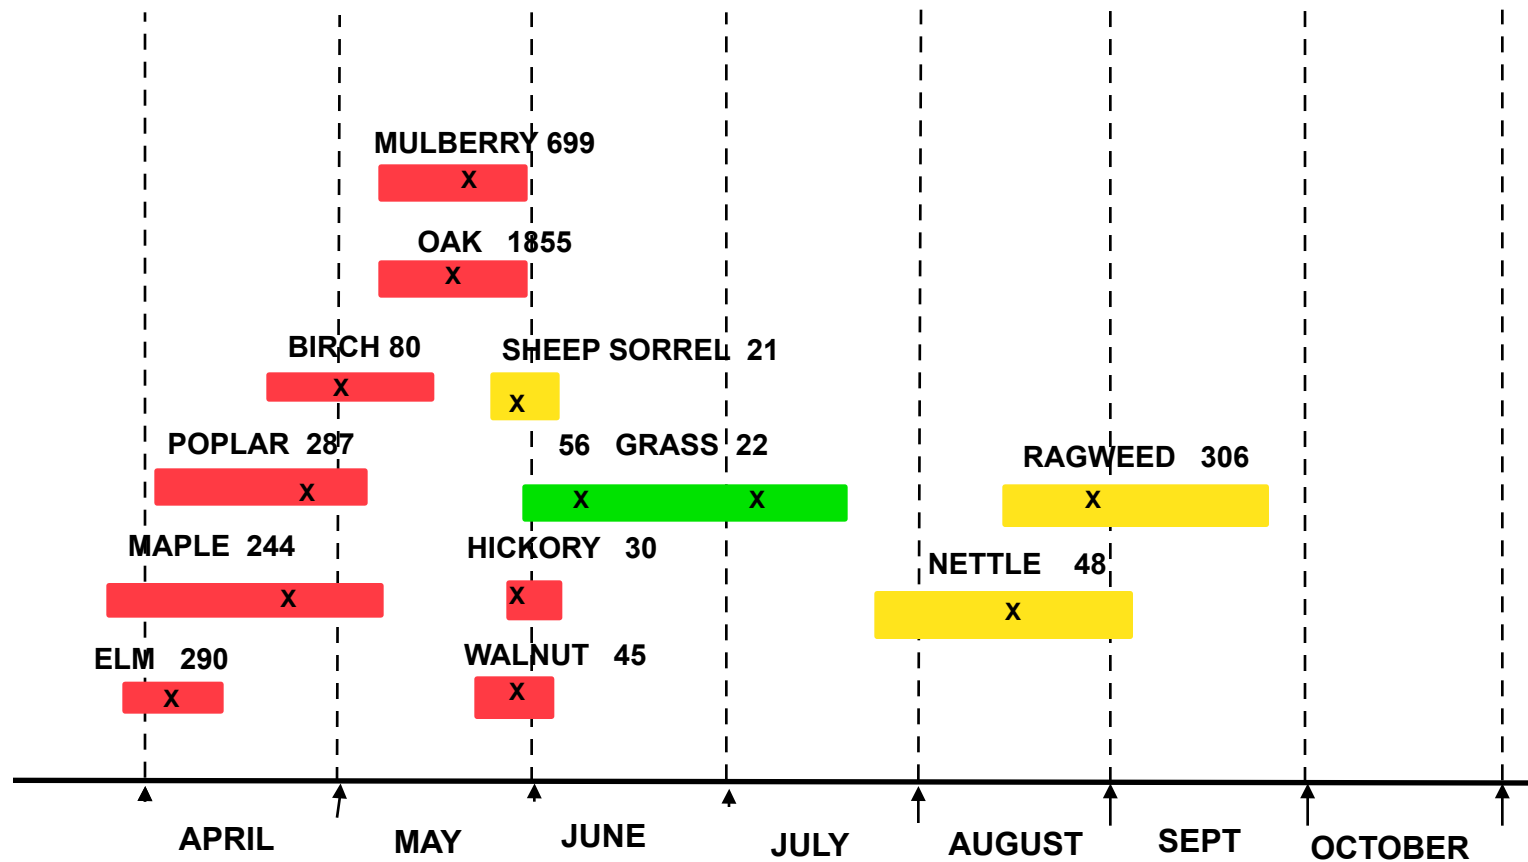 MULBERRY 699
X
OAK 1855
X
BIRCH 80
SHEEP SORREL 21
X
X
POPLAR 287
56 GRASS 22
RAGWEED 306
X
X
X
X
MAPLE 244
HICKORY 30
NETTLE 48
X
X
X
ELM 290
WALNUT 45
X
X
APRIL
MAY
JUNE
JULY
AUGUST
SEPT
OCTOBER